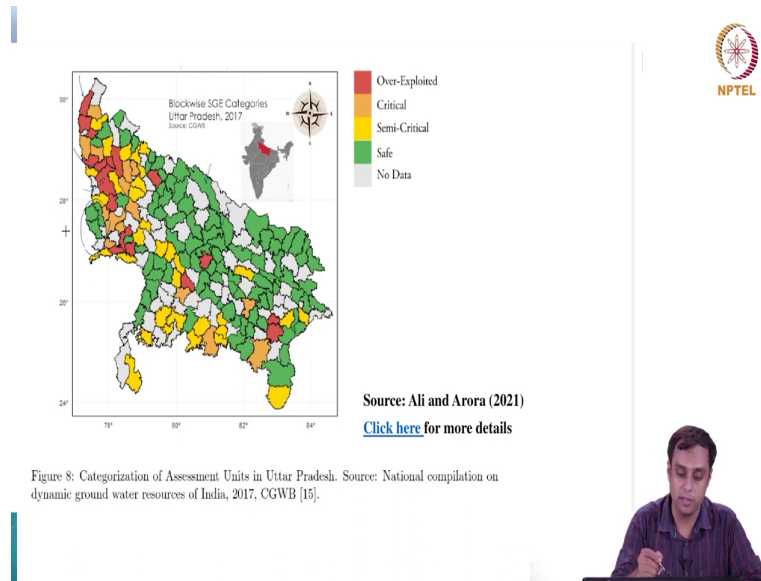 NPTEL
Blockwise SGE Categories
Uttar Pradesh, 2017
Source: CGWB
N
E
S
W
30°
28°
26°
24°
78°
80°
82°
84°
Over-Exploited
Critical
Semi-Critical
Safe
No Data
Source: Ali and Arora (2021)
Click here for more details
Figure 8: Categorization of Assessment Units in Uttar Pradesh. Source: National compilation on
dynamic ground water resources of India, 2017, CGWB [15].